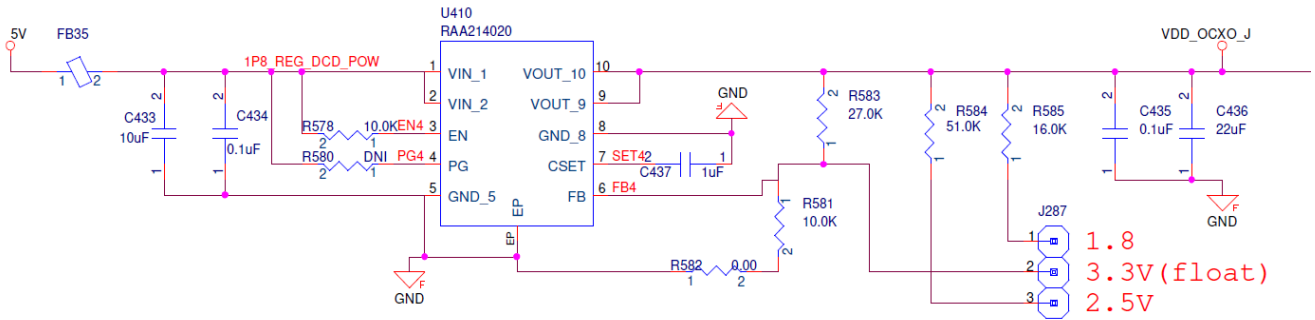 U410
RAA214020
5V
FB35
1
2
1P8_REG_DCD_POW
VDD_OCXO_J
1
VIN_1
VOUT_10
10
2
VIN_2
VOUT_9
9
3
EN
GND_8
8
4
PG
CSET
7
5
GND_5
FB
6
EP
EP
2
C433
10uF
1
2
C434
0.1uF
1
R578
10.0K
EN4
2
1
R580
DNI
PG4
2
1
GND
F
SET4
2
1
C437
1uF
FB4
GND
F
2
R583
27.0K
1
1
R581
10.0K
2
R582
0.00
1
2
2
R584
51.0K
1
2
R585
16.0K
1
2
C435
0.1uF
1
2
C436
22uF
1
F
GND
J287
1
1.8
2
3.3V(float)
3
2.5V